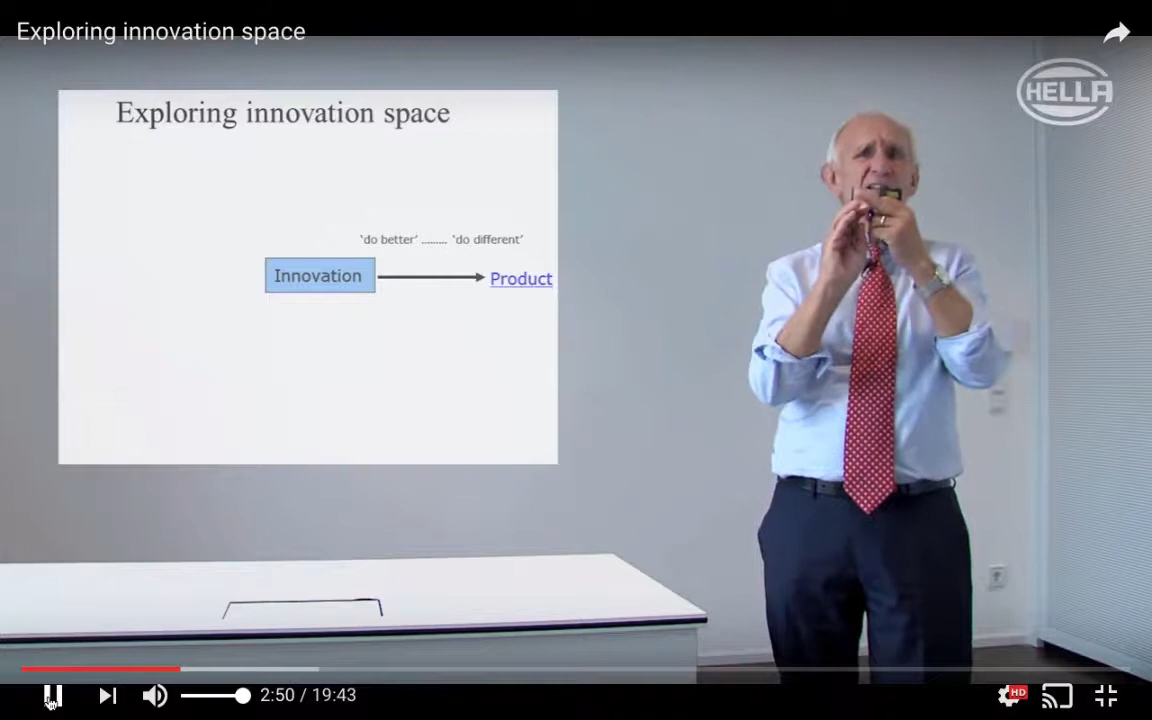 Exploring innovation space
HELLA
Exploring innovation space
'do better' ......... 'do different'
Innovation
Product
2:50 / 19:43
HD